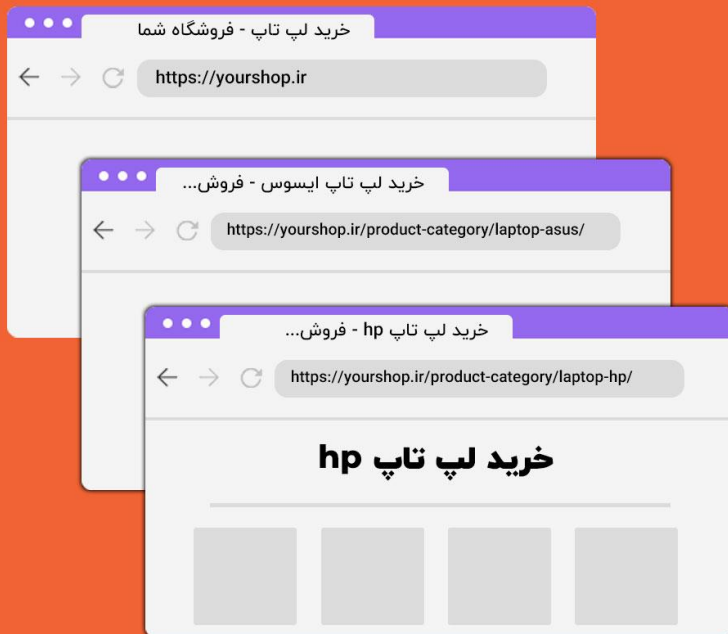 خرید لپ تاپ - فروشگاه شما
https://yourshop.ir
خرید لپ تاپ ایسوس - فروش...
https://yourshop.ir/product-category/laptop-asus/
خرید لپ تاپ hp - فروش...
https://yourshop.ir/product-category/laptop-hp/
خرید لپ تاپ hp